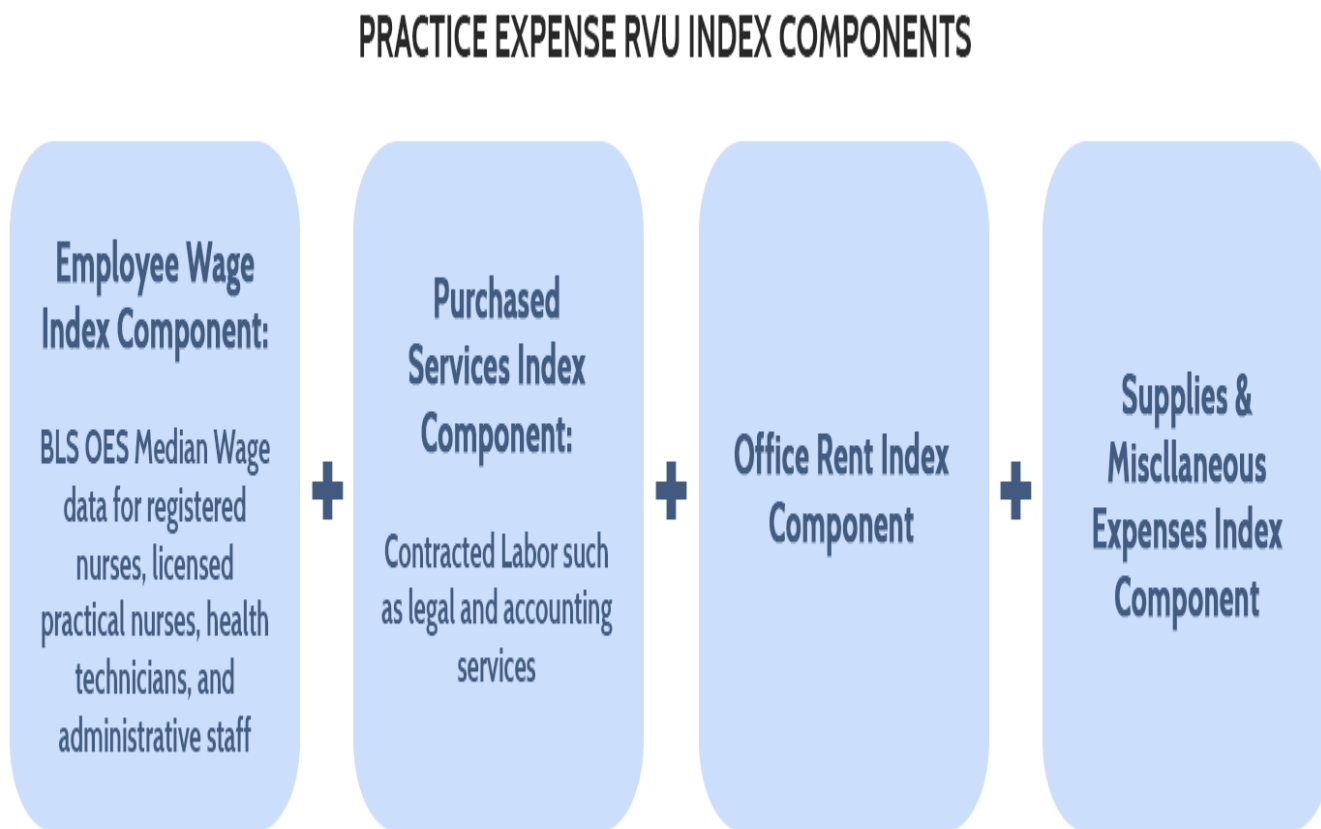 PRACTICE EXPENSE RVU INDEX COMPONENTS
Employee Wage
Index Component:
BLS OES Median Wage
data for registered
nurses, licensed
practical nurses, health
technicians, and
administrative staff
+
Purchased
Services Index
Component:
Contracted Labor such
as legal and accounting
services
+
Office Rent Index
Component
+
Supplies &
Miscllaneous
Expenses Index
Component